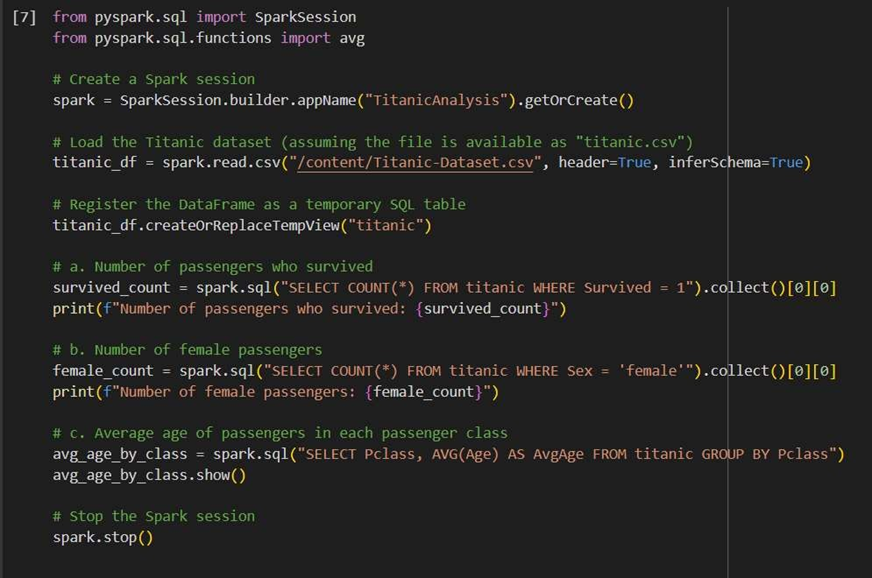 [7] from pyspark.sql import SparkSession
from pyspark.sql.functions import avg
# Create a Spark session
spark = SparkSession.builder.appName("TitanicAnalysis").getOrCreate()
# Load the Titanic dataset (assuming the file is available as "titanic.csv")
titanic_df = spark.read.csv("/content/Titanic-Dataset.csv", header=True, inferSchema=True)
# Register the DataFrame as a temporary SQL table
titanic_df.createOrReplaceTempView("titanic")
# a. Number of passengers who survived
survived_count = spark.sql("SELECT COUNT(*) FROM titanic WHERE Survived = 1").collect()[0][0]
print(f"Number of passengers who survived: {survived_count}")
# b. Number of female passengers
female_count = spark.sql("SELECT COUNT(*) FROM titanic WHERE Sex = 'female'").collect()[0][0]
print(f"Number of female passengers: {female_count}")
# c. Average age of passengers in each passenger class
avg_age_by_class = spark.sql("SELECT Pclass, AVG(Age) AS AvgAge FROM titanic GROUP BY Pclass")
avg_age_by_class.show()
# Stop the Spark session
spark.stop()